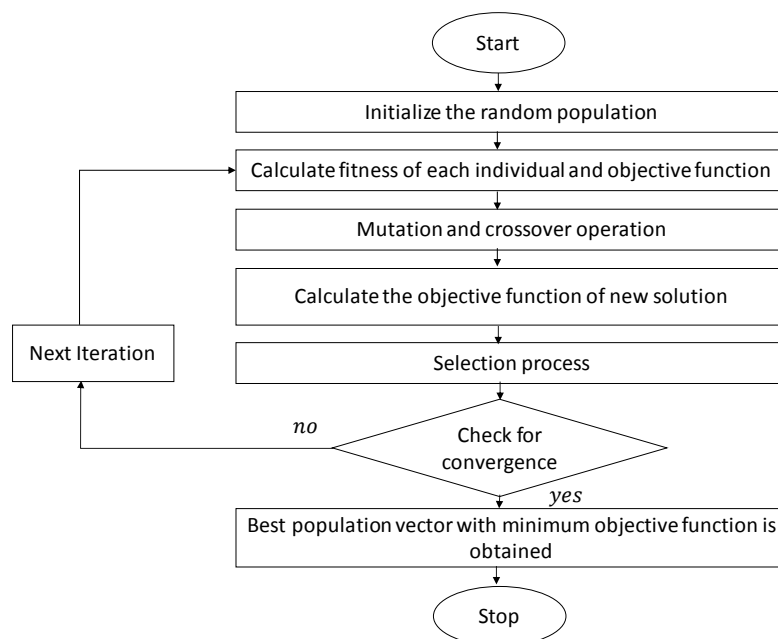 Start
Initialize the random population
Calculate fitness of each individual and objective function
Mutation and crossover operation
Calculate the objective function of new solution
Next Iteration
Selection process
no
Check for
convergence
yes
Best population vector with minimum objective function is
obtained
Stop